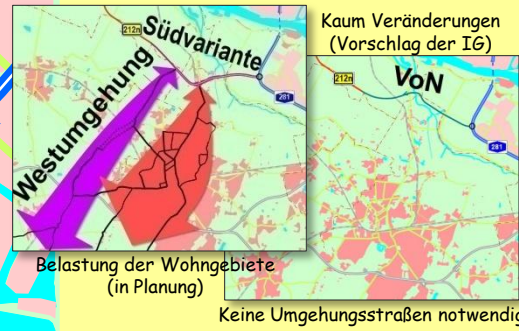 Kaum Veränderungen
(Vorschlag der IG)
212n
Südvariante
Westumgehung
281
212n
VoN
281
Belastung der Wohngebiete
(in Planung)
Keine Umgehungsstraßen notwendig